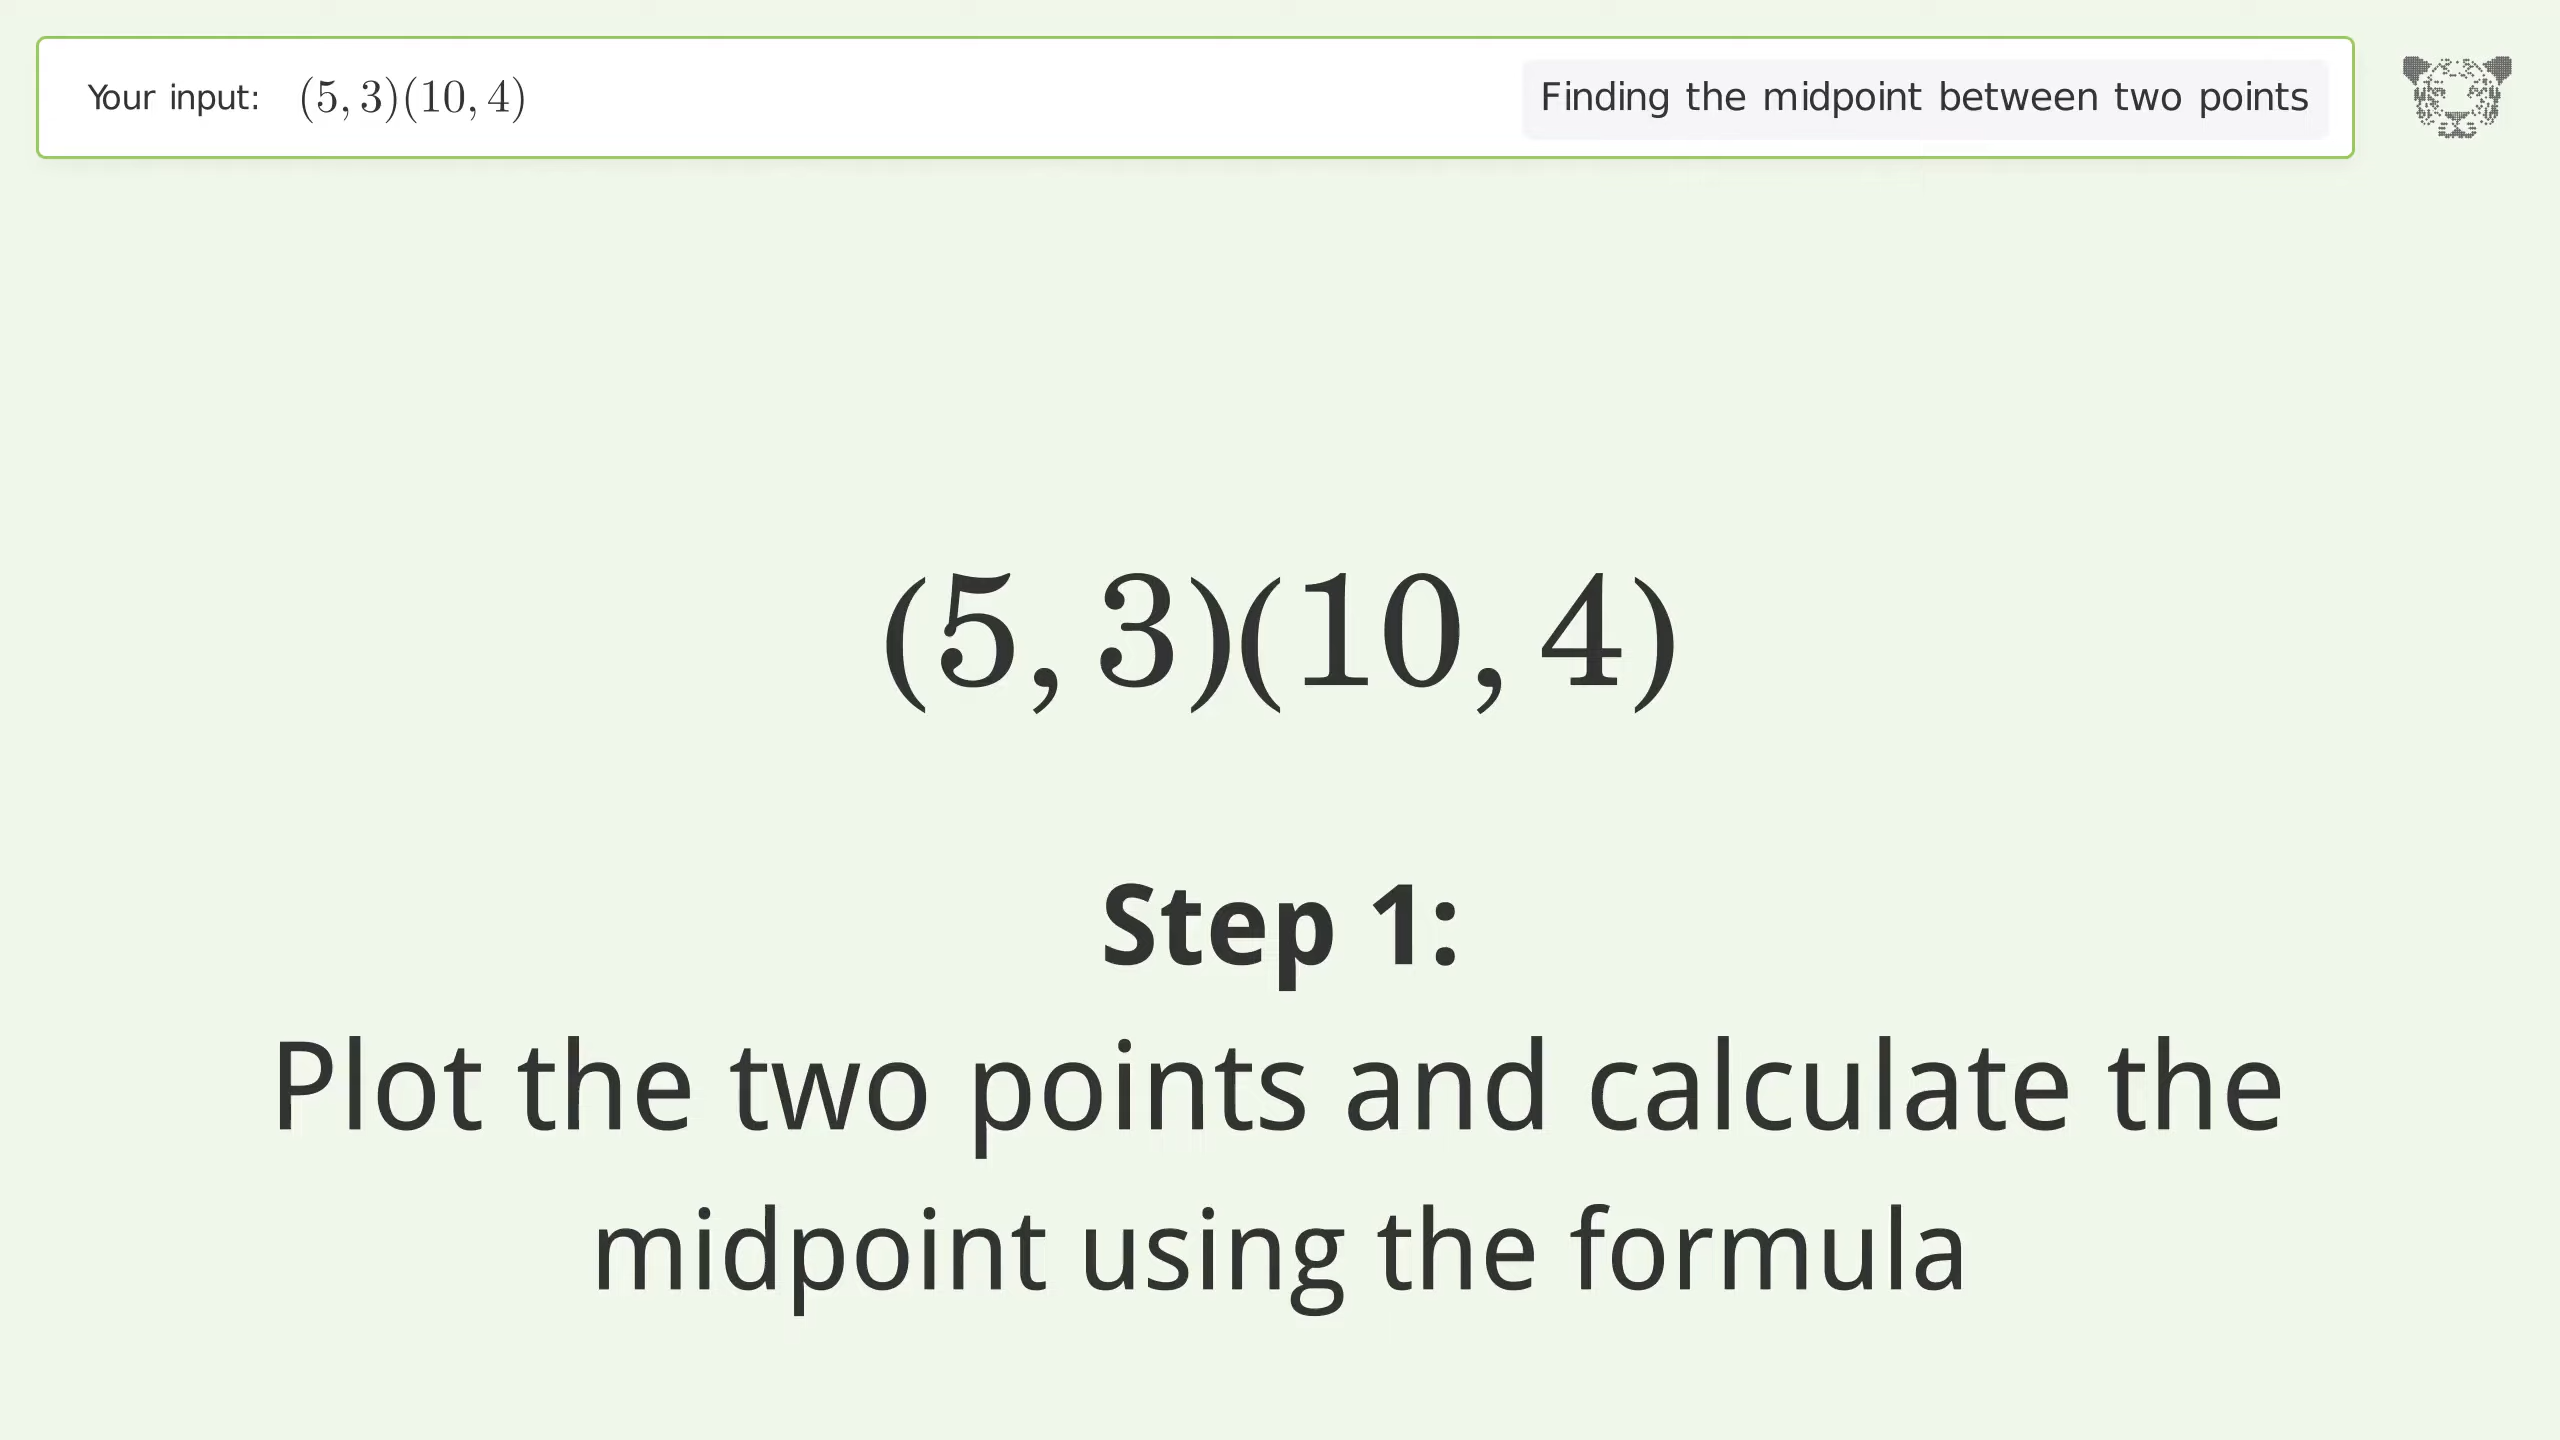 Your input: (5, 3)(10, 4)
Finding the midpoint between two points
(5, 3)(10, 4)
Step 1:
Plot the two points and calculate the
midpoint using the formula